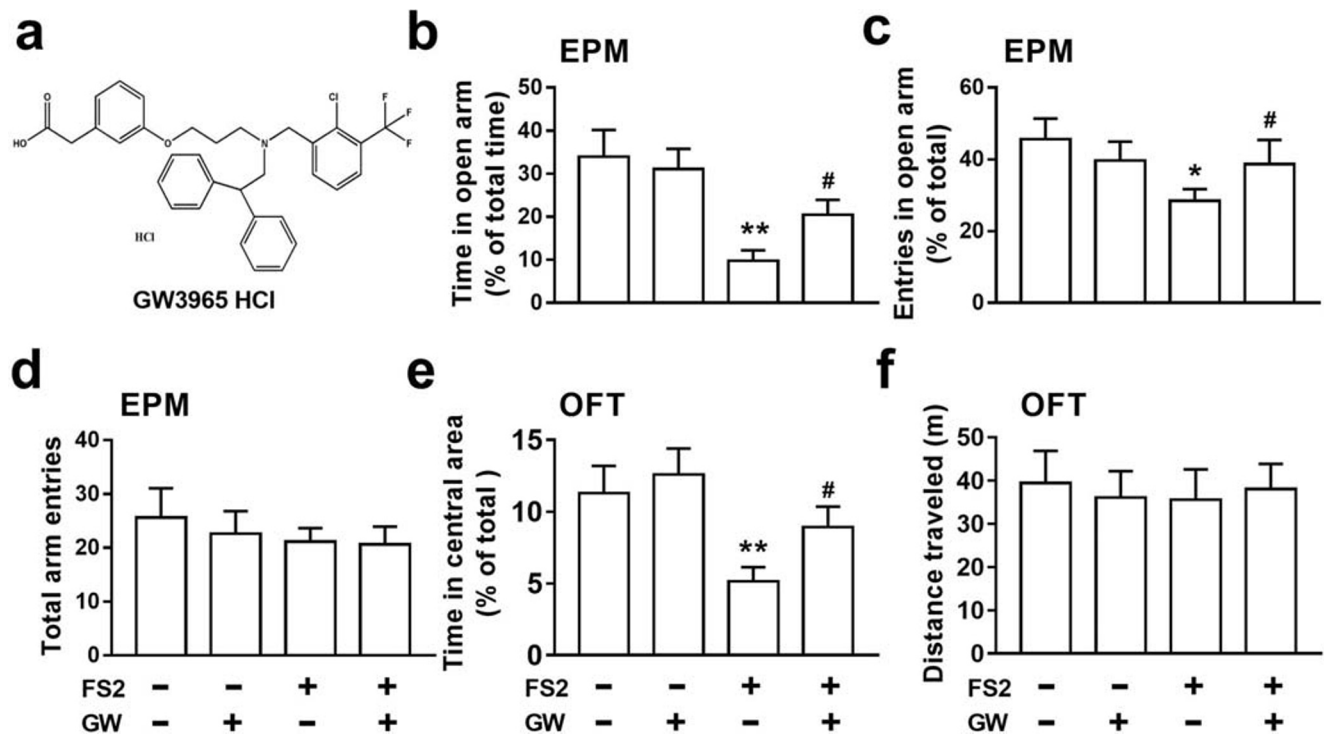 a
O
HO
O
N
Cl
F
F
F
HCl
GW3965 HCl
b
EPM
Time in open arm
(% of total time)
50
40
30
20
10
0
**
#
c
EPM
Entries in open arm
(% of total)
60
40
20
0
*
#
d
EPM
Total arm entries
40
30
20
10
0
FS2 − − + +
GW − + − +
e
OFT
Time in central area
(% of total )
15
10
5
0
**
#
FS2 − − + +
GW − + − +
f
OFT
Distance traveled (m)
50
40
30
20
10
0
FS2 − − + +
GW − + − +